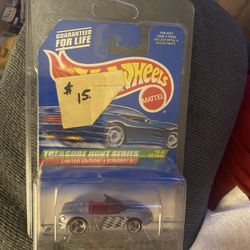 GUARANTEED
FOR LIFE
Hot Wheels
$15.
MATTEL
TREASURE HUNT SERIES
LIMITED EDITION! • STINGRAY III